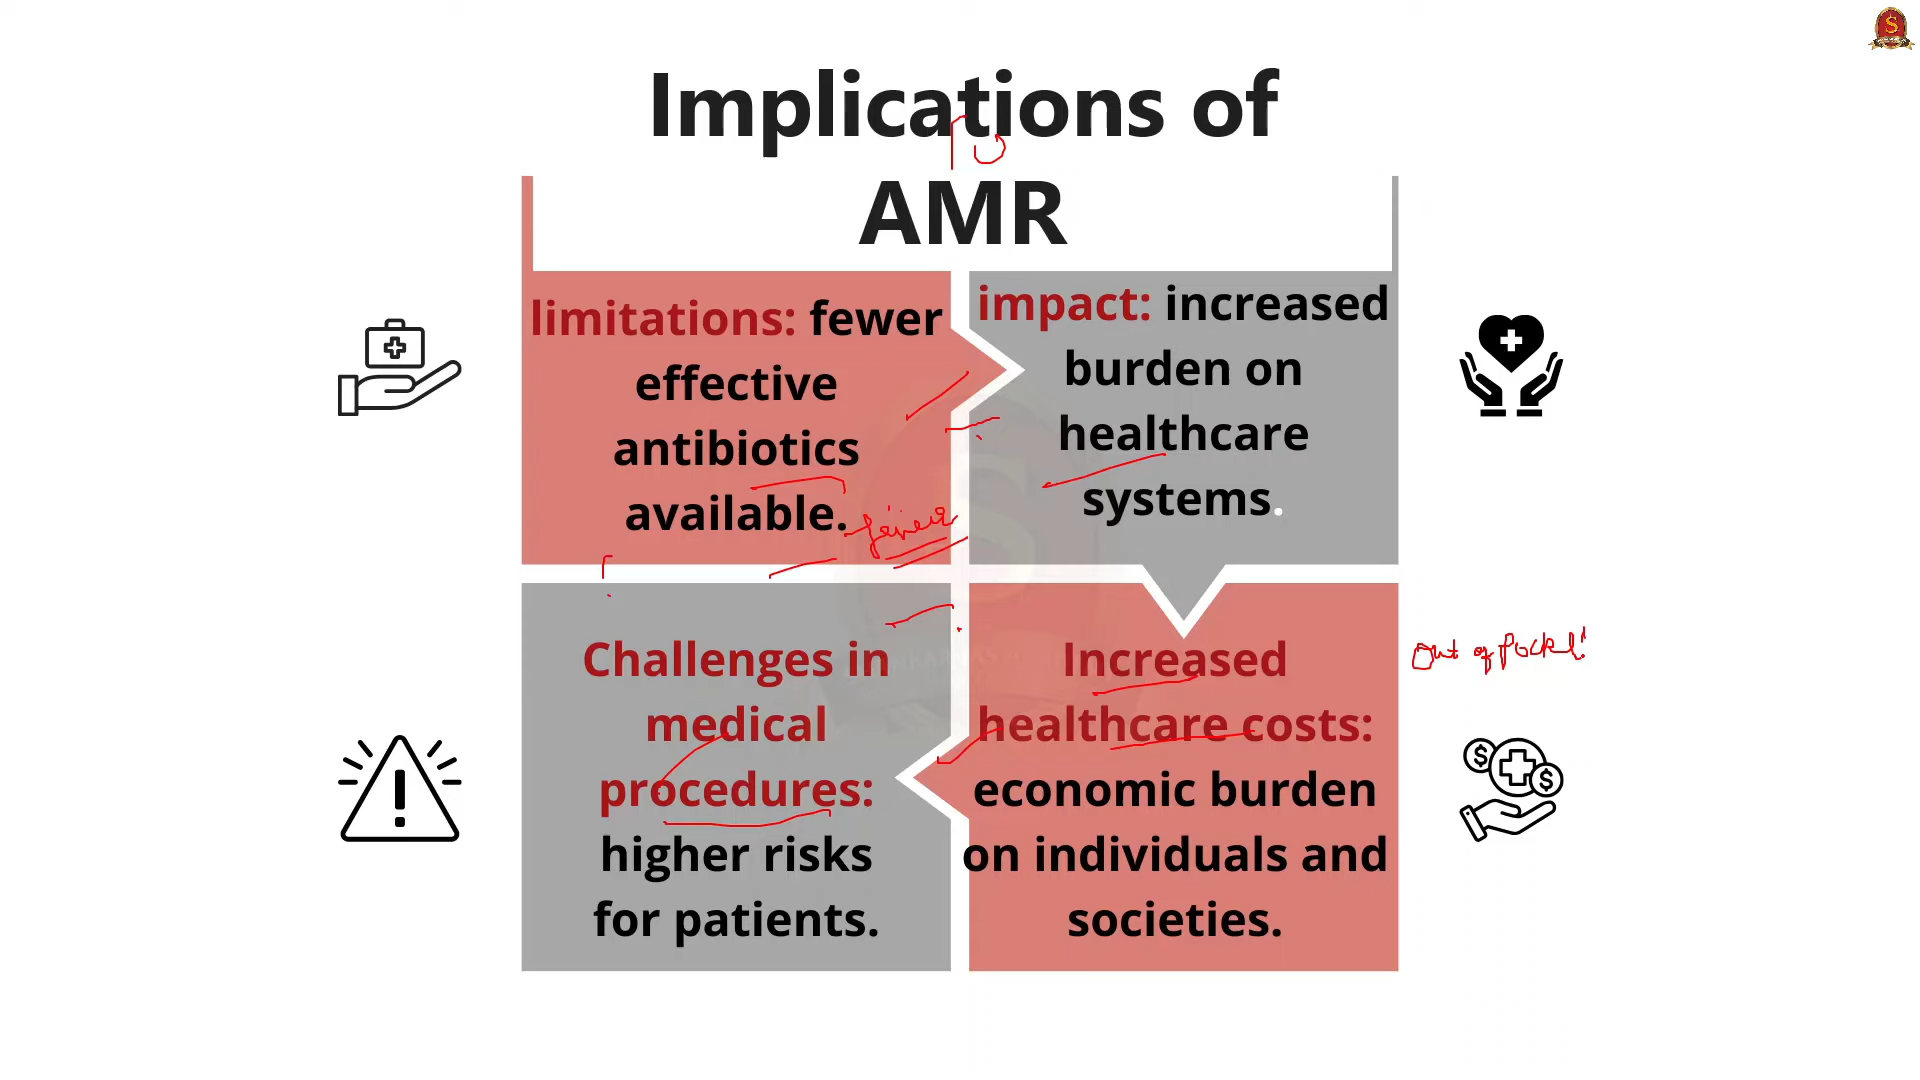 Implications of
AMR
limitations: fewer
effective
antibiotics
available.
fever
impact: increased
burden on
healthcare
systems.
Challenges in
medical
procedures:
higher risks
for patients.
Increased
healthcare costs:
economic burden
on individuals and
societies.
Out of Pocket